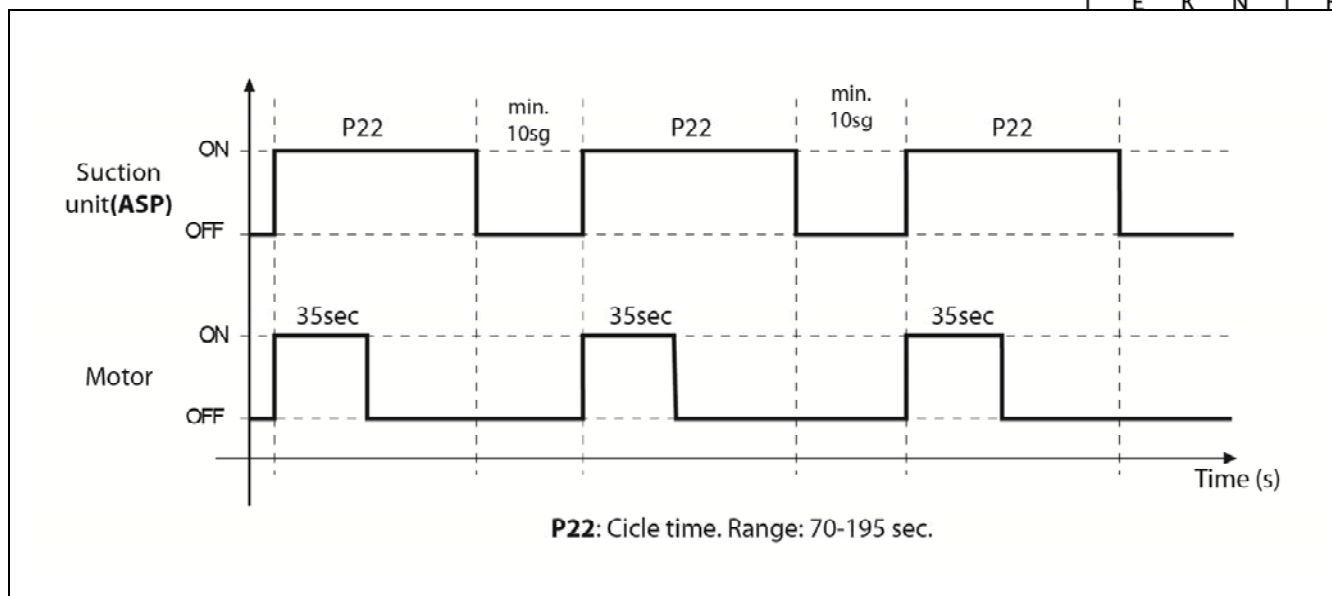 min.
10sg
min.
10sg
P22
P22
P22
ON
Suction
unit(ASP)
OFF
35sec
35sec
35sec
ON
Motor
OFF
Time (s)
P22: Cicle time. Range: 70-195 sec.